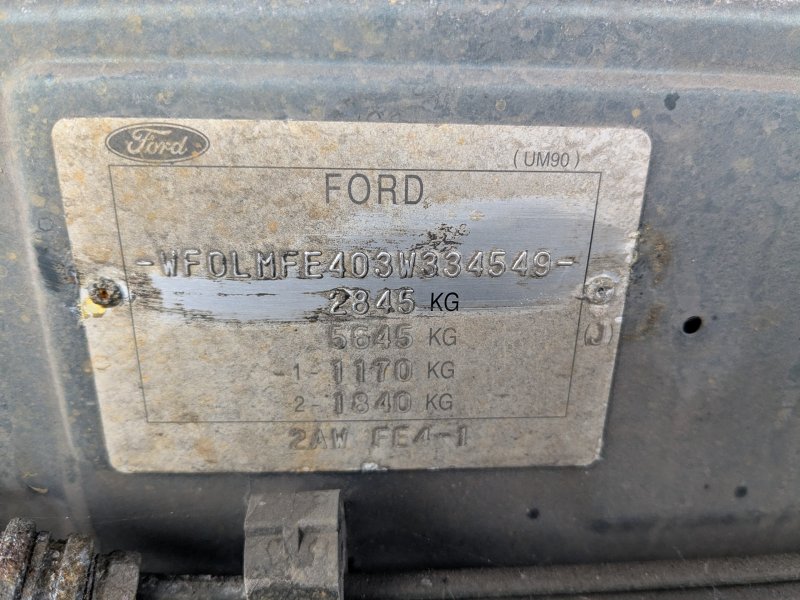 Ford
(UM90)
FORD
-WF0LMFE403W334549-
2845 KG
5645 KG
(J)
-1-1170 KG
2-1840 KG
2AW FE4-1